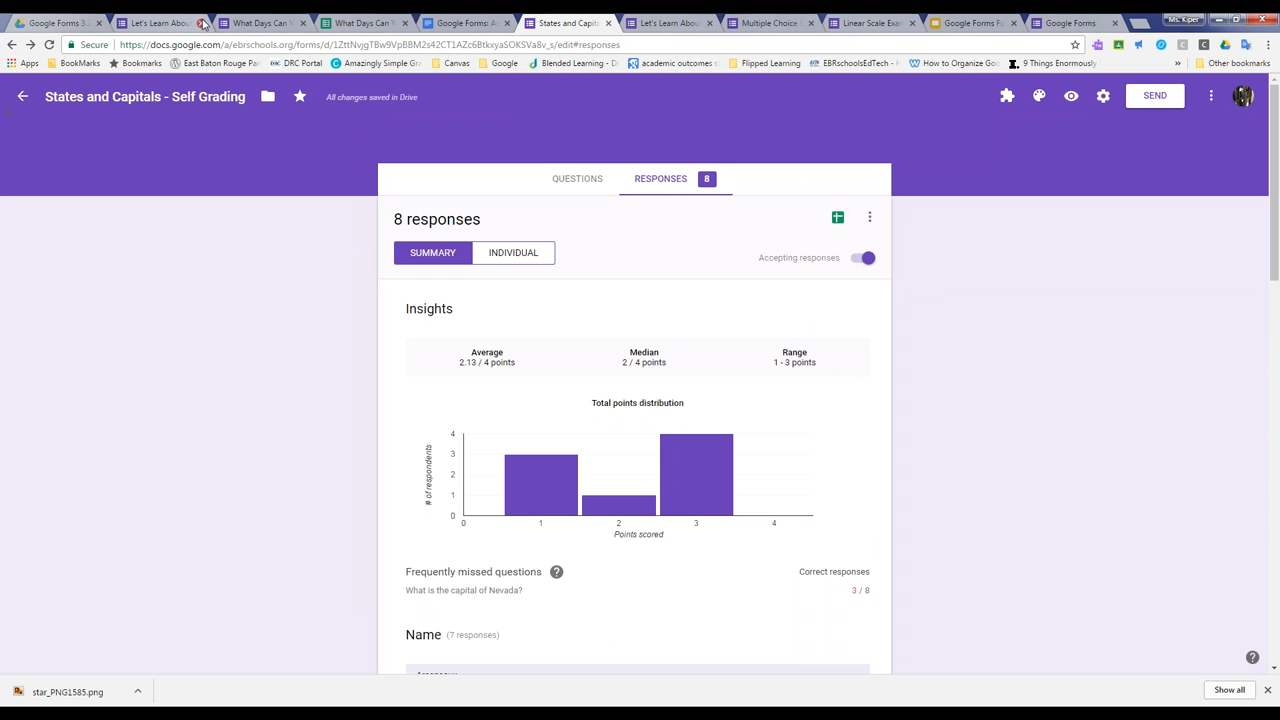 Google Forms 3.2
Let's Learn Abou
What Days Can Y
What Days Can Y
Google Forms: A
States and Capita
Let's Learn Abou
Multiple Choice
Linear Scale Exam
Google Forms Fo
Google Forms
Ms. Kiper
Secure
https://docs.google.com/a/ebrschools.org/forms/d/1ZttNvjgTBw9VpBBM2s42CT1AZc6BtkxyaSOKSVa8v_s/edit#responses
Apps
BookMarks
Bookmarks
East Baton Rouge Pa
DRC Portal
Amazingly Simple Gr
Canvas
Google
Blended Learning - D
academic outcomes s
Flipped Learning
EBRschoolsEdTech -
How to Organize Goo
9 Things Enormously
»
Other bookmarks
States and Capitals - Self Grading
All changes saved in Drive
SEND
QUESTIONS
RESPONSES 8
8 responses
SUMMARY
INDIVIDUAL
Accepting responses
Insights
Average
2.13 / 4 points
Median
2 / 4 points
Range
1 - 3 points
Total points distribution
# of respondents
4
3
2
1
0
0 1 2 3 4
Points scored
Frequently missed questions
Correct responses
What is the capital of Nevada?
3 / 8
Name (7 responses)
star_PNG1585.png
Show all